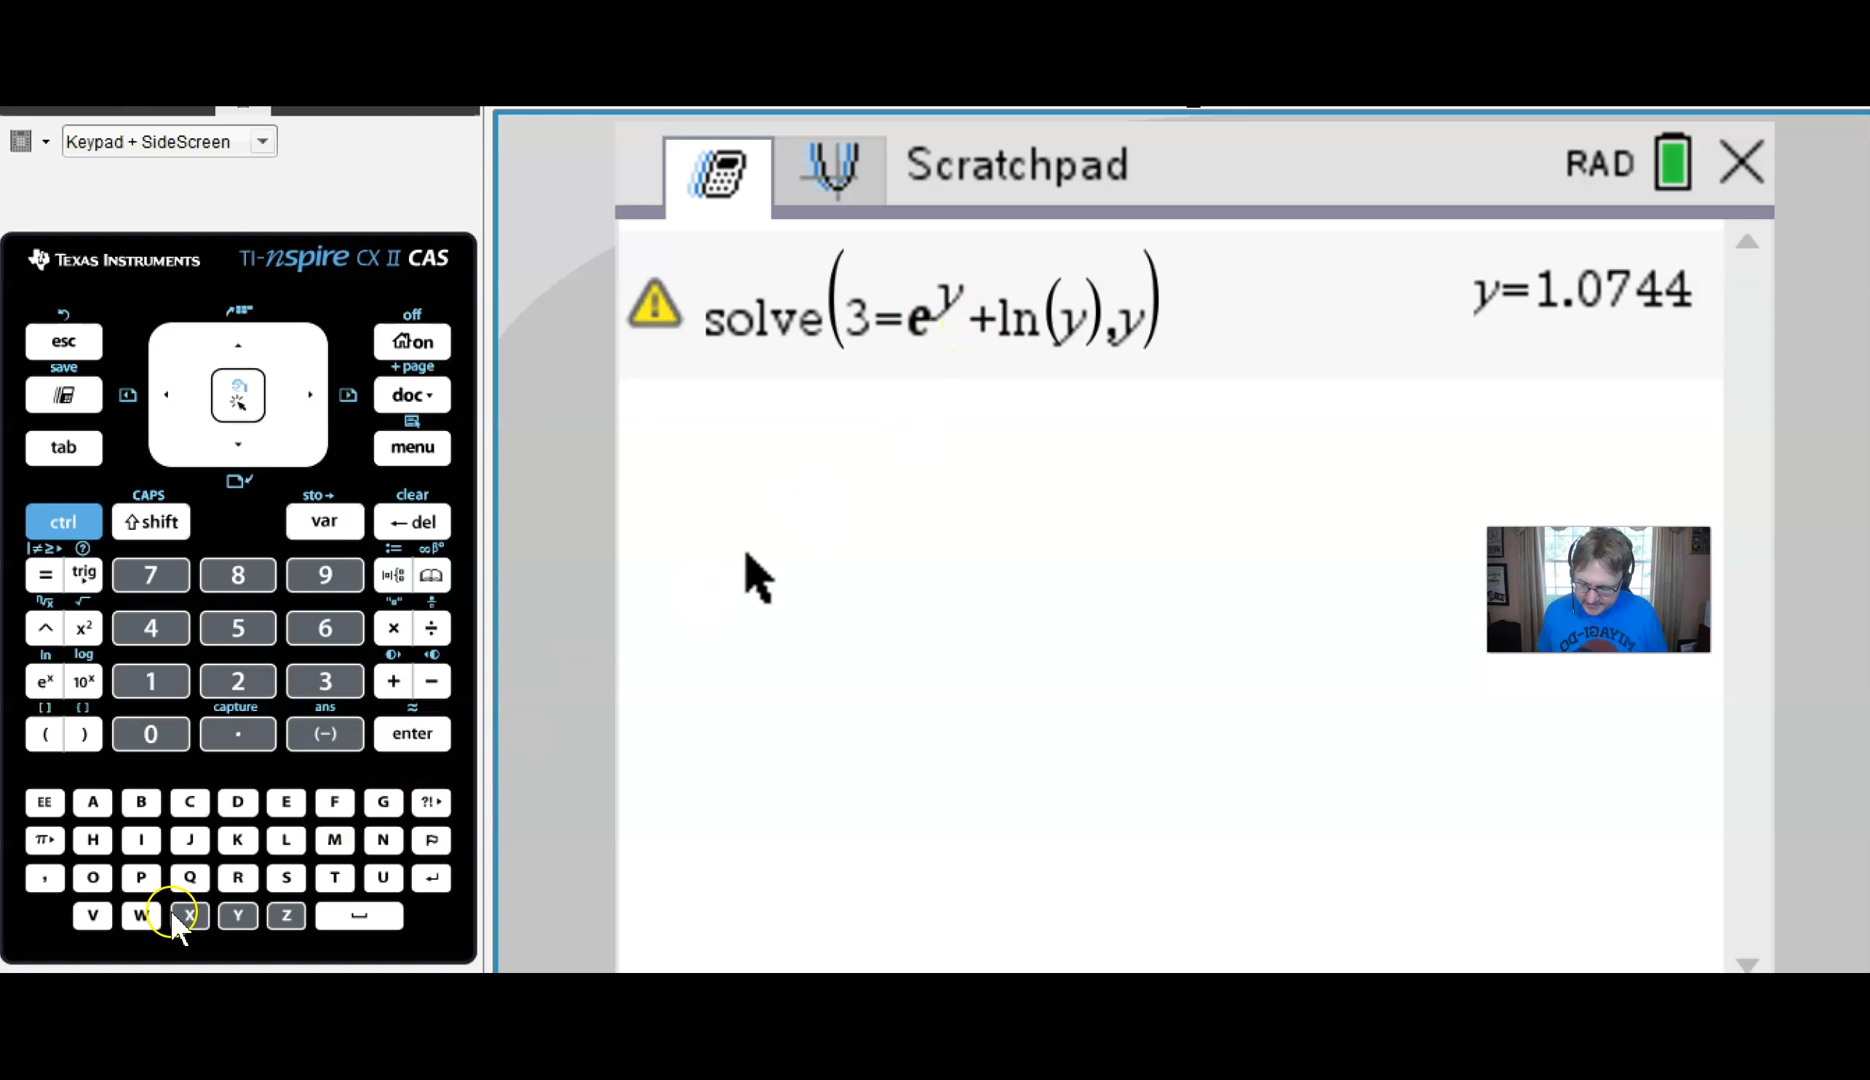 Keypad + SideScreen
Scratchpad
RAD
solve(3=e^y+ln(y),y)
y=1.0744
TEXAS INSTRUMENTS
TI-nspire CX II CAS
off
esc
on
save
+ page
doc
tab
menu
CAPS
sto→
clear
ctrl
shift
var
← del
|≠≥▸ ? := ∞β°
= trig 7 8 9
ⁿ√x √ "□"
^ x² 4 5 6 × ÷
ln log
eˣ 10ˣ 1 2 3 + −
[ ] { } capture ans ≈
( ) 0 . (−) enter
EE A B C D E F G ?!▸
π▸ H I J K L M N
, O P Q R S T U ↵
V W X Y Z
MIYAGI-DO